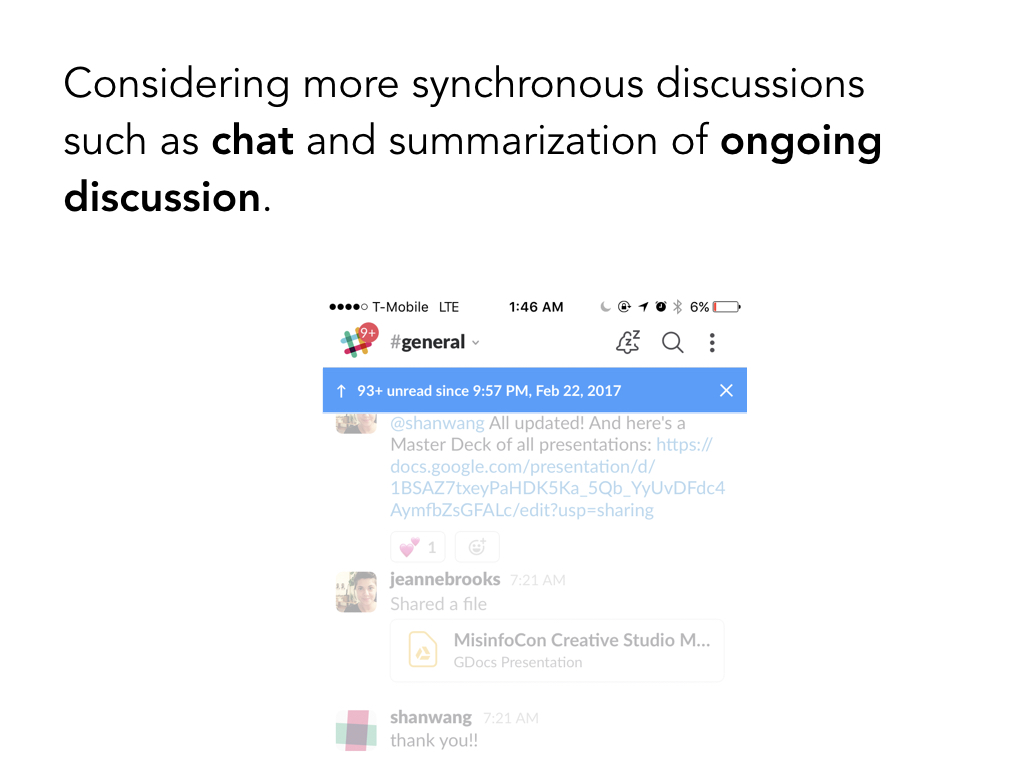 Considering more synchronous discussions
such as chat and summarization of ongoing
discussion.
T-Mobile LTE 1:46 AM 6%
9+
#general
↑ 93+ unread since 9:57 PM, Feb 22, 2017
@shanwang All updated! And here's a
Master Deck of all presentations: https://
docs.google.com/presentation/d/
1BSAZ7txeyPaHDK5Ka_5Qb_YyUvDFdc4
AymfbZsGFALc/edit?usp=sharing
1
jeannebrooks 7:21 AM
Shared a file
MisinfoCon Creative Studio M...
GDocs Presentation
shanwang 7:21 AM
thank you!!